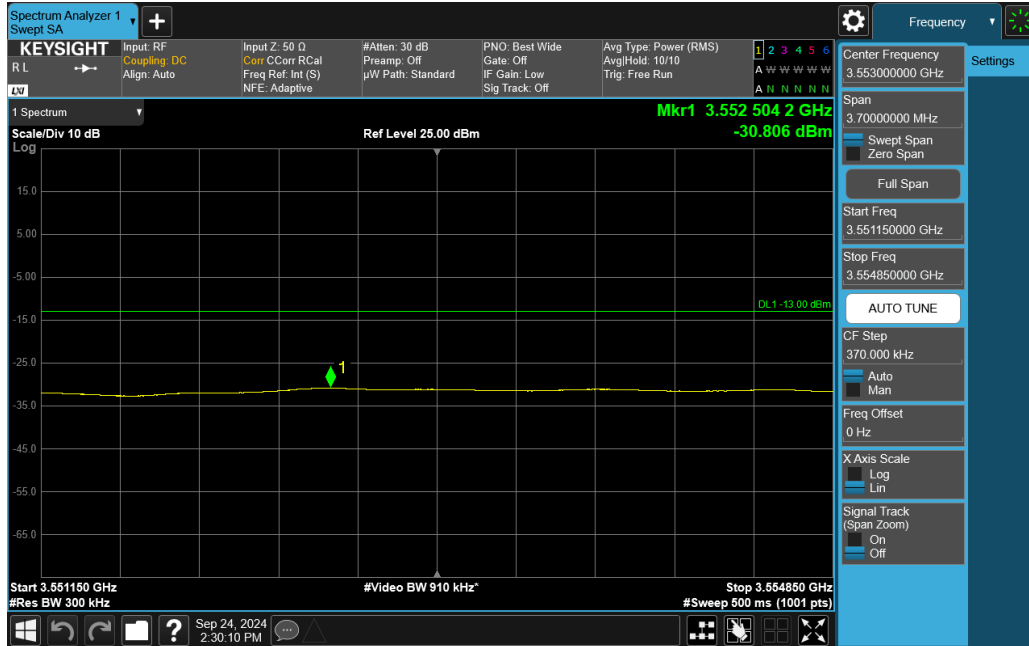 Spectrum Analyzer 1
Swept SA
Frequency
KEYSIGHT
R L
LXI
Input: RF
Coupling: DC
Align: Auto
Input Z: 50 Ω
Corr CCorr RCal
Freq Ref: Int (S)
NFE: Adaptive
#Atten: 30 dB
Preamp: Off
µW Path: Standard
PNO: Best Wide
Gate: Off
IF Gain: Low
Sig Track: Off
Avg Type: Power (RMS)
Avg|Hold: 10/10
Trig: Free Run
1 2 3 4 5 6
A W W W W W
A N N N N N
1 Spectrum
Scale/Div 10 dB
Log
Ref Level 25.00 dBm
Mkr1 3.552 504 2 GHz
-30.806 dBm
15.0
5.00
-5.00
DL1 -13.00 dBm
-15.0
1
-25.0
-35.0
-45.0
-55.0
-65.0
Start 3.551150 GHz
#Video BW 910 kHz*
Stop 3.554850 GHz
#Res BW 300 kHz
#Sweep 500 ms (1001 pts)
?
Sep 24, 2024
2:30:10 PM
Center Frequency
3.553000000 GHz
Settings
Span
3.70000000 MHz
Swept Span
Zero Span
Full Span
Start Freq
3.551150000 GHz
Stop Freq
3.554850000 GHz
AUTO TUNE
CF Step
370.000 kHz
Auto
Man
Freq Offset
0 Hz
X Axis Scale
Log
Lin
Signal Track
(Span Zoom)
On
Off